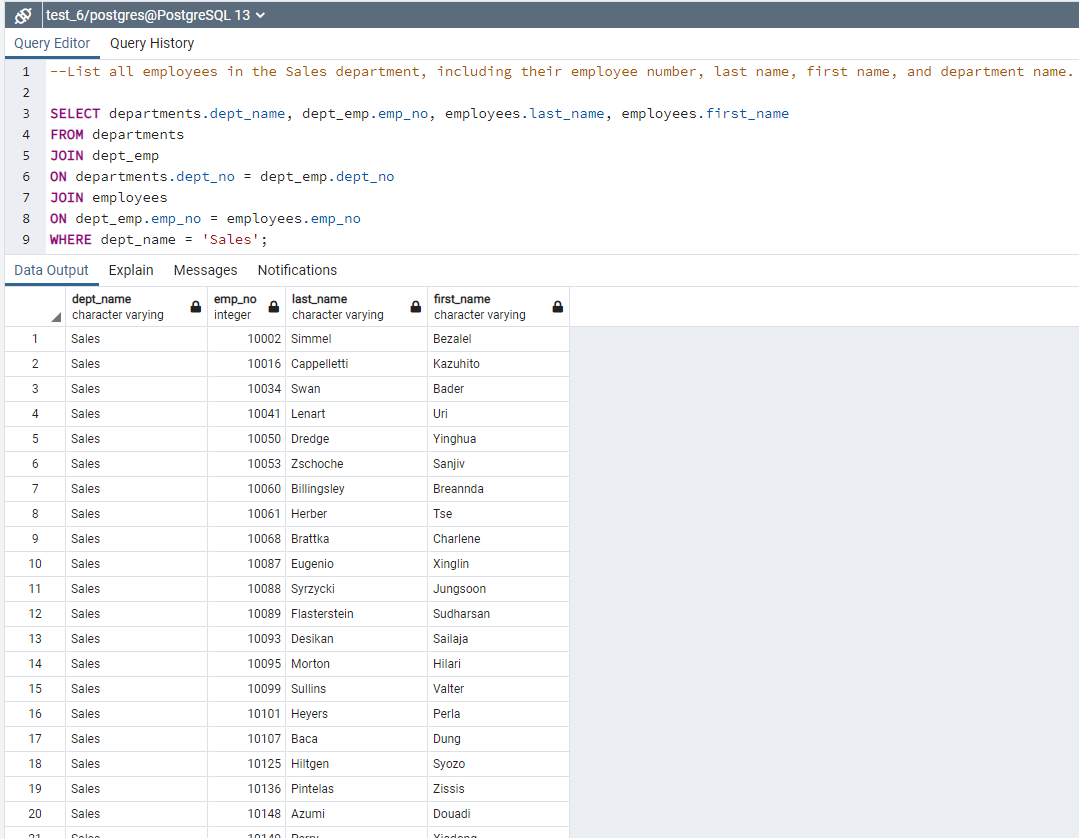 test_6/postgres@PostgreSQL 13
Query Editor Query History
1 --List all employees in the Sales department, including their employee number, last name, first name, and department name.
2
3 SELECT departments.dept_name, dept_emp.emp_no, employees.last_name, employees.first_name
4 FROM departments
5 JOIN dept_emp
6 ON departments.dept_no = dept_emp.dept_no
7 JOIN employees
8 ON dept_emp.emp_no = employees.emp_no
9 WHERE dept_name = 'Sales';
Data Output Explain Messages Notifications
dept_name emp_no last_name first_name
character varying integer character varying character varying
1 Sales 10002 Simmel Bezalel
2 Sales 10016 Cappelletti Kazuhito
3 Sales 10034 Swan Bader
4 Sales 10041 Lenart Uri
5 Sales 10050 Dredge Yinghua
6 Sales 10053 Zschoche Sanjiv
7 Sales 10060 Billingsley Breannda
8 Sales 10061 Herber Tse
9 Sales 10068 Brattka Charlene
10 Sales 10087 Eugenio Xinglin
11 Sales 10088 Syrzycki Jungsoon
12 Sales 10089 Flasterstein Sudharsan
13 Sales 10093 Desikan Sailaja
14 Sales 10095 Morton Hilari
15 Sales 10099 Sullins Valter
16 Sales 10101 Heyers Perla
17 Sales 10107 Baca Dung
18 Sales 10125 Hiltgen Syozo
19 Sales 10136 Pintelas Zissis
20 Sales 10148 Azumi Douadi
21 Sales